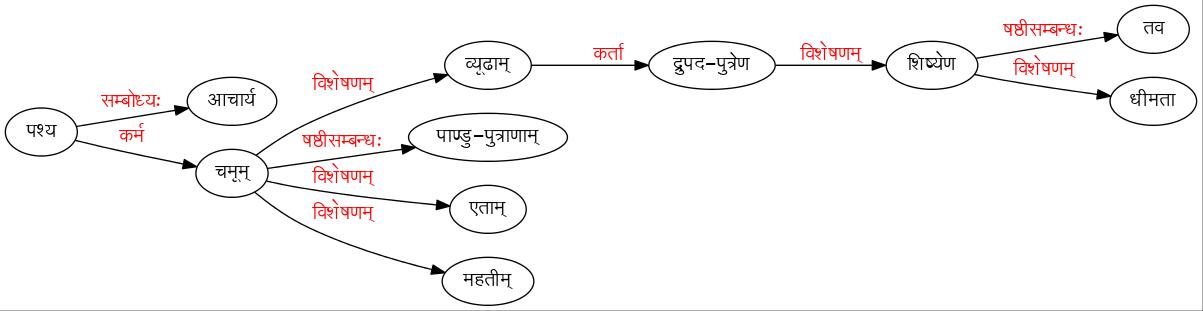 षष्ठीसम्बन्ध:
तव
कर्ता
विशेषणम्
व्यूढाम्
द्रुपद-पुत्रेण
शिष्येण
विशेषणम्
विशेषणम्
धीमता
सम्बोध्य:
आचार्य
पश्य
कर्म
षष्ठीसम्बन्ध:
पाण्डु-पुत्राणाम्
चमूम्
विशेषणम्
एताम्
विशेषणम्
महतीम्